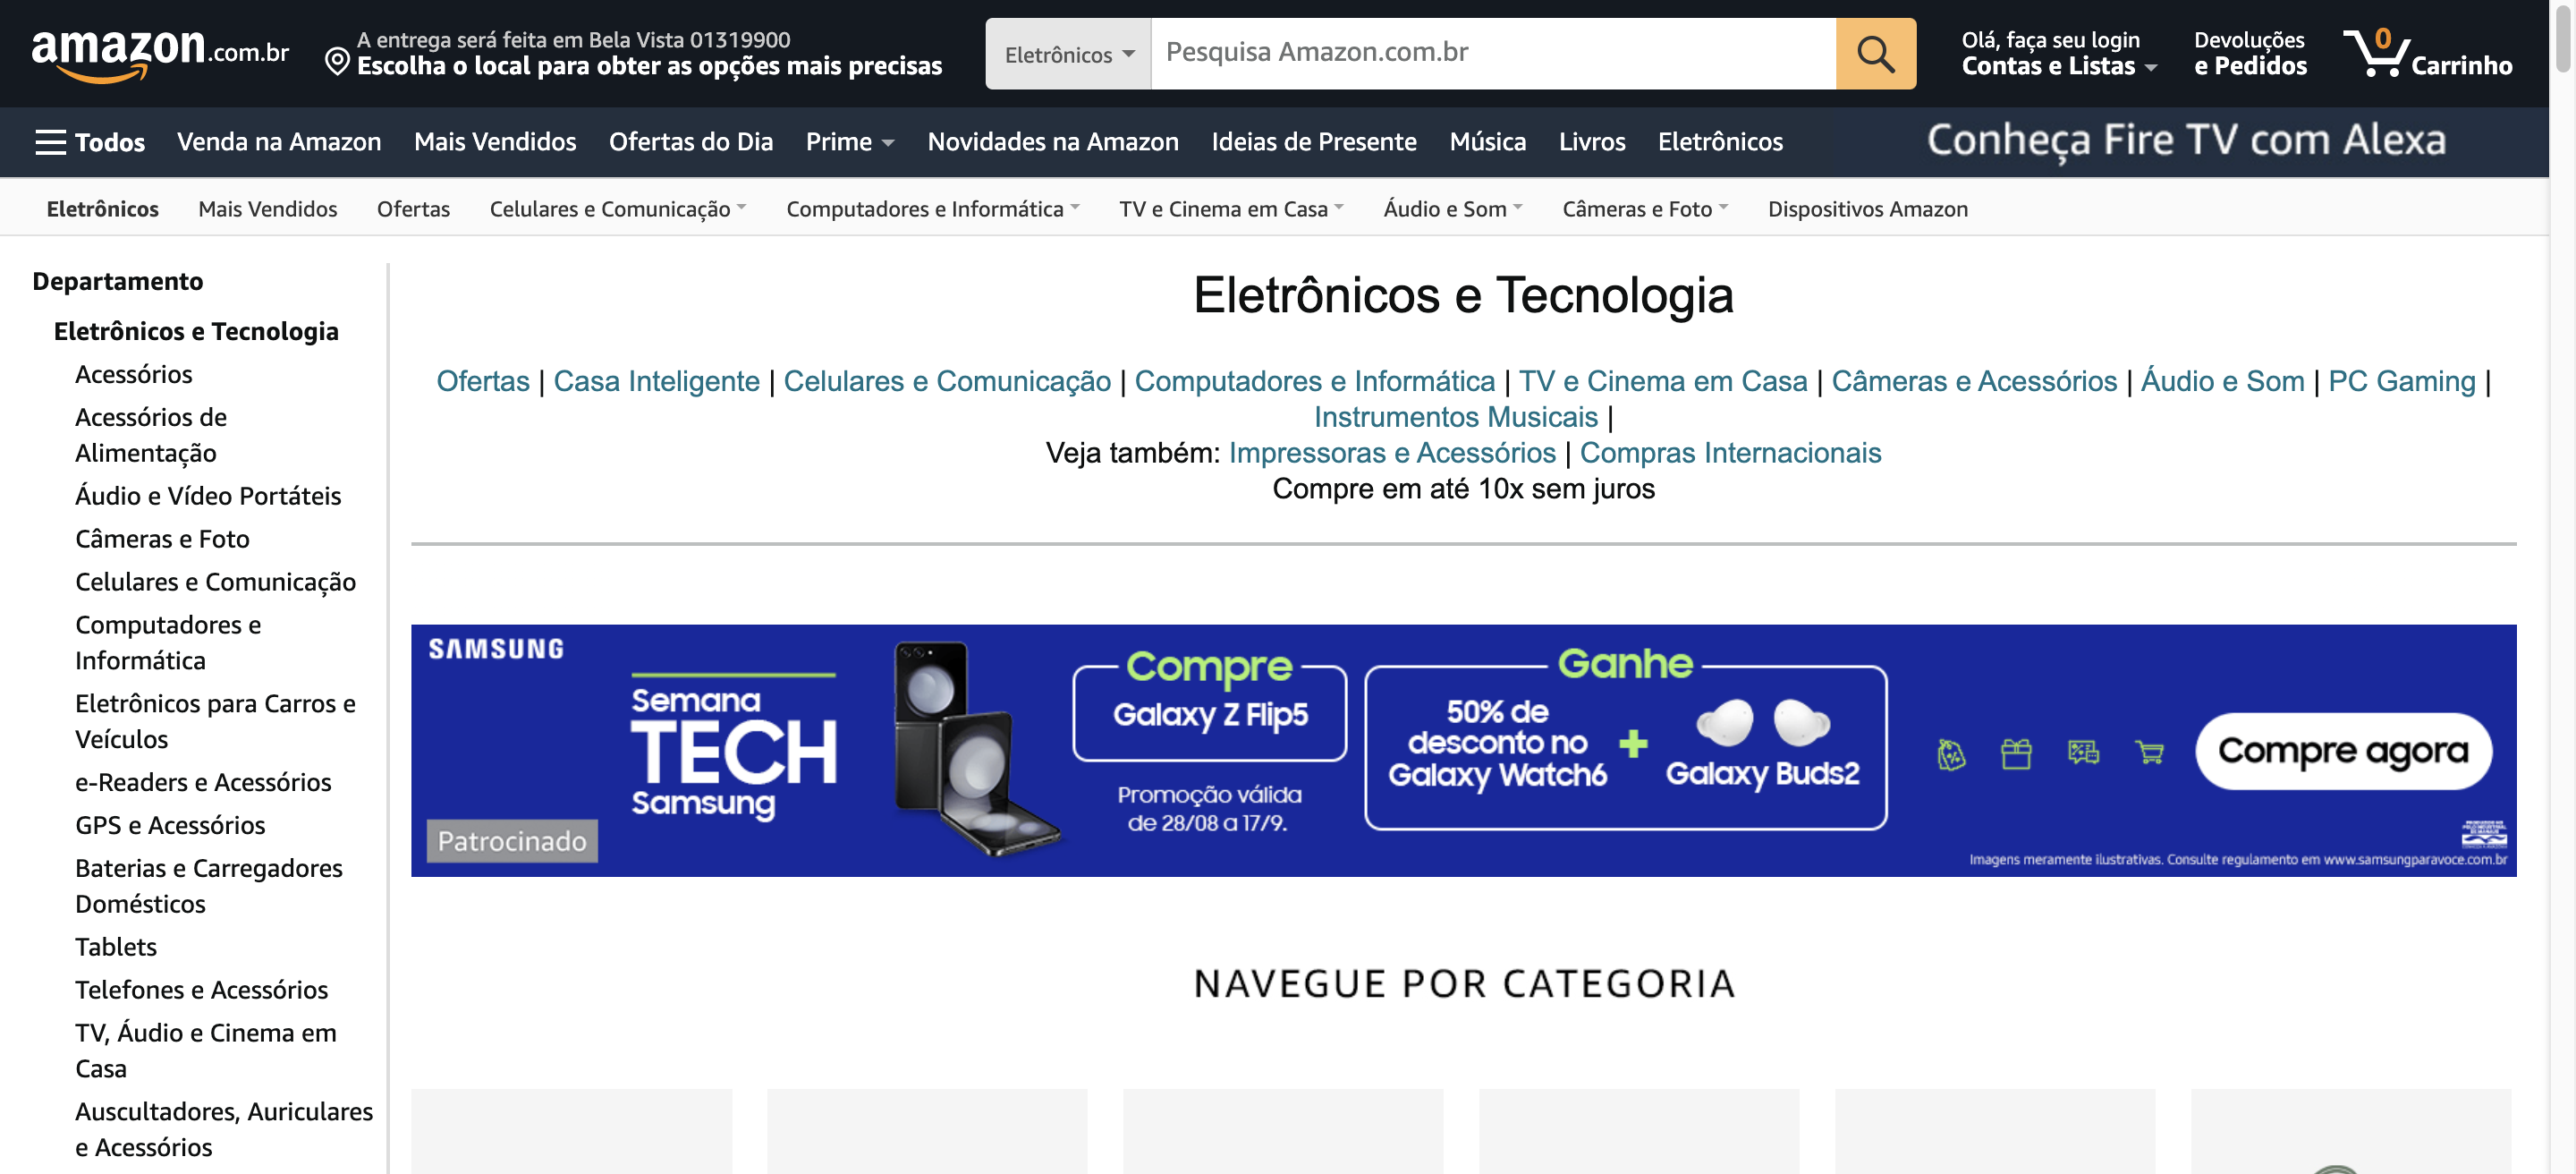 amazon.com.br
A entrega será feita em Bela Vista 01319900
Escolha o local para obter as opções mais precisas
Eletrônicos
Pesquisa Amazon.com.br
Olá, faça seu login
Contas e Listas
Devoluções
e Pedidos
0
Carrinho
Todos
Venda na Amazon
Mais Vendidos
Ofertas do Dia
Prime
Novidades na Amazon
Ideias de Presente
Música
Livros
Eletrônicos
Conheça Fire TV com Alexa
Eletrônicos
Mais Vendidos
Ofertas
Celulares e Comunicação
Computadores e Informática
TV e Cinema em Casa
Áudio e Som
Câmeras e Foto
Dispositivos Amazon
Departamento
Eletrônicos e Tecnologia
Acessórios
Acessórios de
Alimentação
Áudio e Vídeo Portáteis
Câmeras e Foto
Celulares e Comunicação
Computadores e
Informática
Eletrônicos para Carros e
Veículos
e-Readers e Acessórios
GPS e Acessórios
Baterias e Carregadores
Domésticos
Tablets
Telefones e Acessórios
TV, Áudio e Cinema em
Casa
Auscultadores, Auriculares
e Acessórios
Eletrônicos e Tecnologia
Ofertas | Casa Inteligente | Celulares e Comunicação | Computadores e Informática | TV e Cinema em Casa | Câmeras e Acessórios | Áudio e Som | PC Gaming |
Instrumentos Musicais |
Veja também: Impressoras e Acessórios | Compras Internacionais
Compre em até 10x sem juros
SAMSUNG
Semana
TECH
Samsung
Patrocinado
Compre
Galaxy Z Flip5
Promoção válida
de 28/08 a 17/9.
Ganhe
50% de
desconto no
Galaxy Watch6
+
Galaxy Buds2
Compre agora
Imagens meramente ilustrativas. Consulte regulamento em www.samsungparavoce.com.br
NAVEGUE POR CATEGORIA